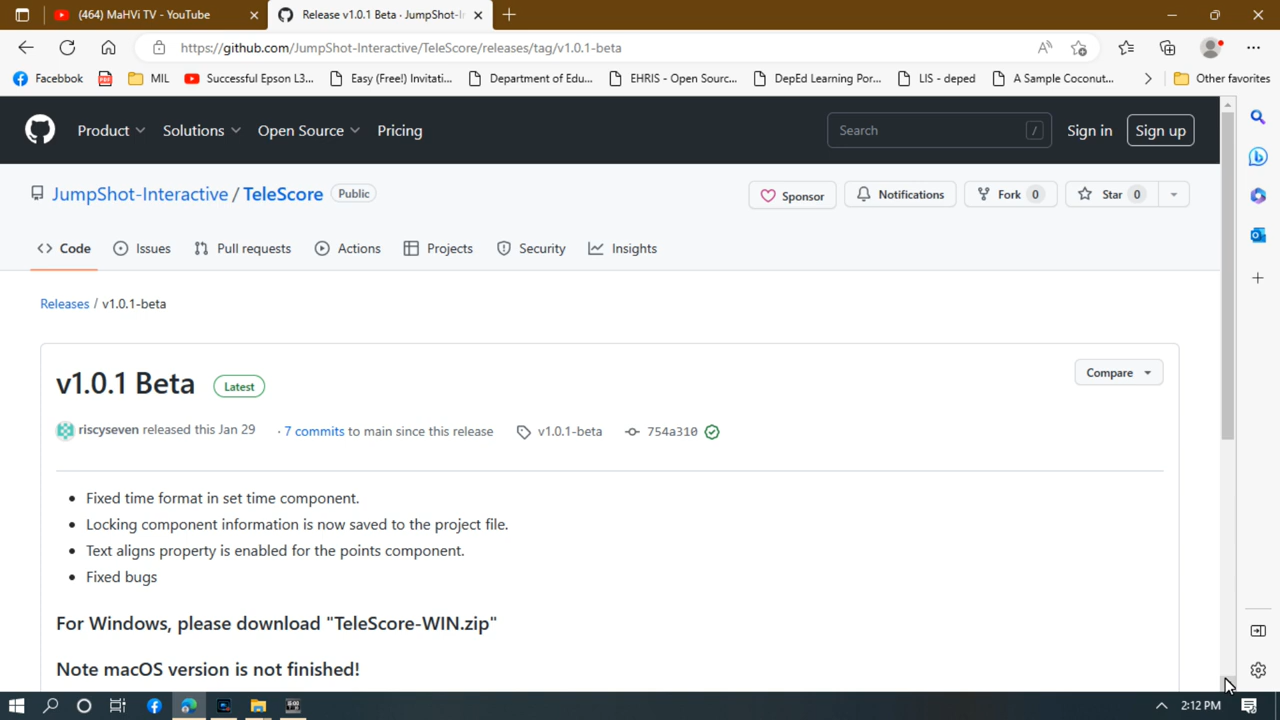 (464) MaHVi TV - YouTube
Release v1.0.1 Beta · JumpShot-I
https://github.com/JumpShot-Interactive/TeleScore/releases/tag/v1.0.1-beta
Facebbok
MIL
Successful Epson L3...
Easy (Free!) Invitati...
Department of Edu...
EHRIS - Open Sourc...
DepEd Learning Por...
LIS - deped
A Sample Coconut...
Other favorites
Product
Solutions
Open Source
Pricing
Search /
Sign in
Sign up
JumpShot-Interactive / TeleScore Public
Sponsor
Notifications
Fork 0
Star 0
Code
Issues
Pull requests
Actions
Projects
Security
Insights
Releases / v1.0.1-beta
v1.0.1 Beta Latest
Compare
riscyseven released this Jan 29 · 7 commits to main since this release v1.0.1-beta 754a310
• Fixed time format in set time component.
• Locking component information is now saved to the project file.
• Text aligns property is enabled for the points component.
• Fixed bugs
For Windows, please download "TeleScore-WIN.zip"
Note macOS version is not finished!
2:12 PM